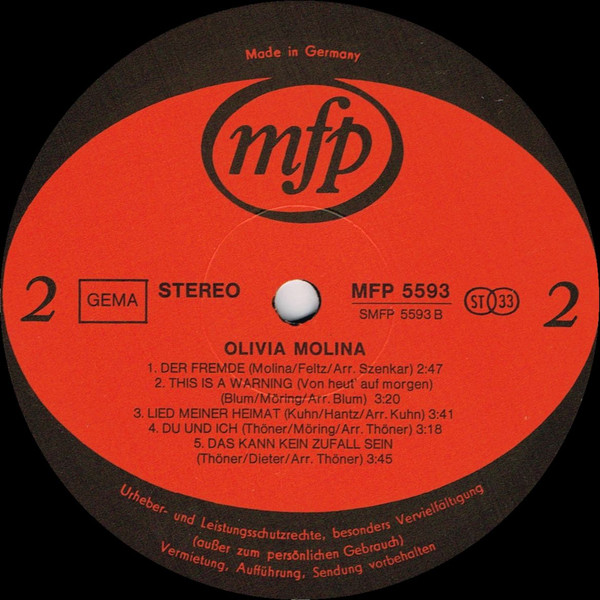 Made in Germany
mfp
2 GEMA STEREO MFP 5593 ST 33 2
SMFP 5593 B
OLIVIA MOLINA
1. DER FREMDE (Molina/Feltz/Arr. Szenkar) 2:47
2. THIS IS A WARNING (Von heut' auf morgen)
(Blum/Möring/Arr. Blum) 3:20
3. LIED MEINER HEIMAT (Kuhn/Hantz/Arr. Kuhn) 3:41
4. DU UND ICH (Thöner/Möring/Arr. Thöner) 3:18
5. DAS KANN KEIN ZUFALL SEIN
(Thöner/Dieter/Arr. Thöner) 3:45
Urheber- und Leistungsschutzrechte, besonders Vervielfältigung
(außer zum persönlichen Gebrauch)
Vermietung, Aufführung, Sendung vorbehalten